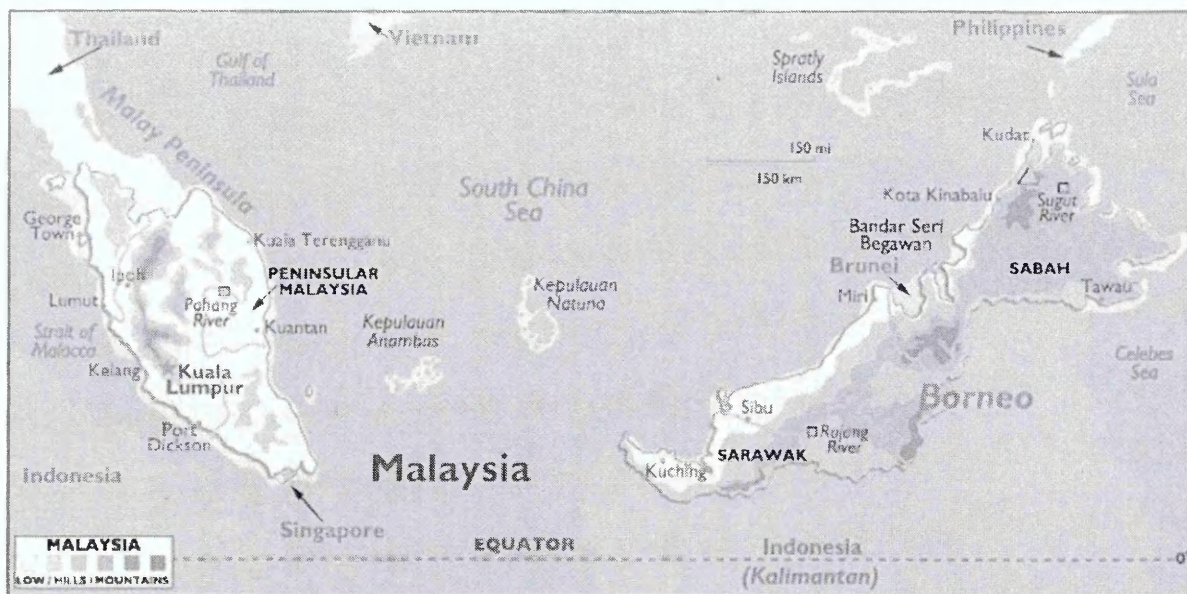 Thailand
Vietnam
Philippines
Gulf of
Thailand
Spratly
Islands
Sulu
Sea
Malay Peninsula
Kudat
150 mi
150 km
South China
Sea
Kota Kinabalu
Sugut
River
George
Town
Kuala Terengganu
Bandar Seri
Begawan
Ipoh
PENINSULAR
MALAYSIA
Brunei
SABAH
Lumut
Pahang
River
Kepulauan
Natuna
Miri
Tawau
Strait of
Malacca
Kuantan
Kepulauan
Anambas
Celebes
Sea
Kelang
Kuala
Lumpur
Borneo
Sibu
Port
Dickson
Rajang
River
SARAWAK
Kuching
Indonesia
Malaysia
Singapore
EQUATOR
Indonesia
0°
(Kalimantan)
MALAYSIA
LOW / HILLS / MOUNTAINS